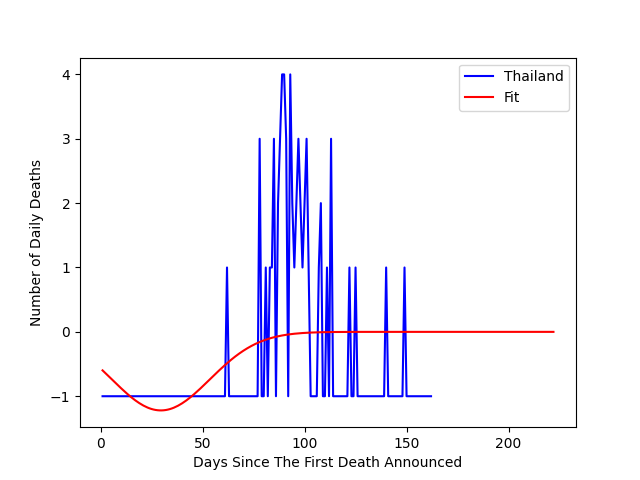 Thailand
Fit
4
3
2
1
0
−1
Number of Daily Deaths
0 50 100 150 200
Days Since The First Death Announced